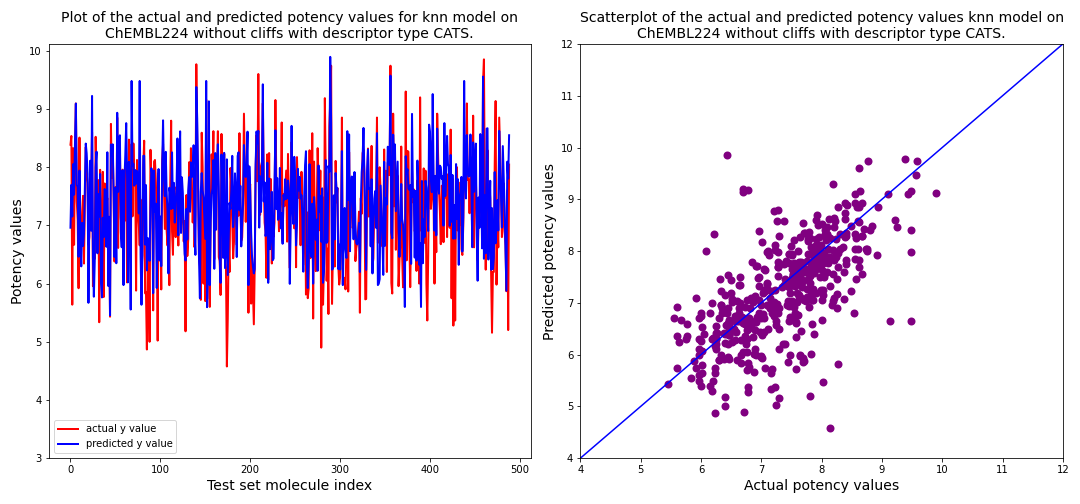 Plot of the actual and predicted potency values for knn model on
ChEMBL224 without cliffs with descriptor type CATS.
Potency values
10
9
8
7
6
5
4
3
actual y value
predicted y value
0 100 200 300 400 500
Test set molecule index
Scatterplot of the actual and predicted potency values knn model on
ChEMBL224 without cliffs with descriptor type CATS.
Predicted potency values
12
11
10
9
8
7
6
5
4
4 5 6 7 8 9 10 11 12
Actual potency values